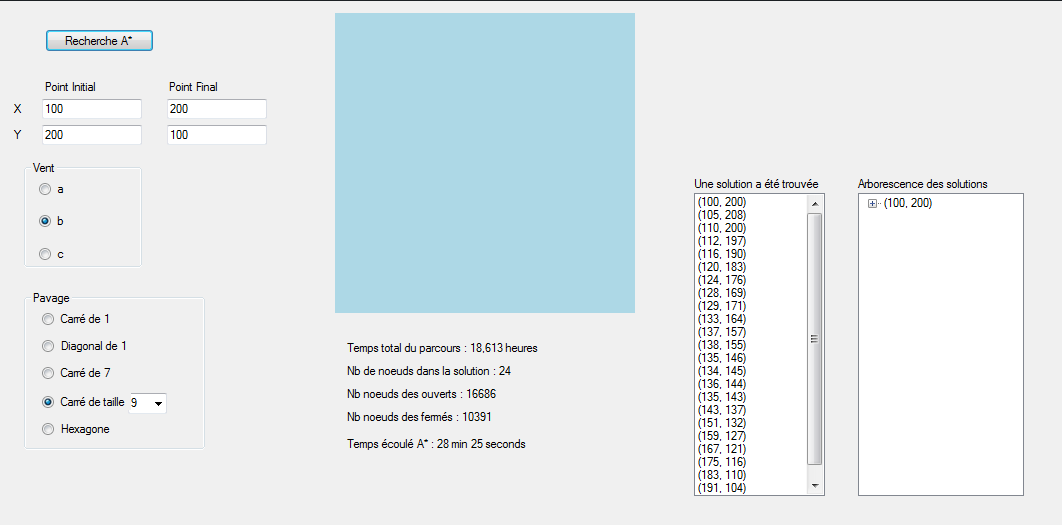 Recherche A*
Point Initial
Point Final
X
100
200
Y
200
100
Vent
a
b
c
Pavage
Carré de 1
Diagonal de 1
Carré de 7
Carré de taille 9
Hexagone
Temps total du parcours : 18,613 heures
Nb de noeuds dans la solution : 24
Nb noeuds des ouverts : 16686
Nb noeuds des fermés : 10391
Temps écoulé A* : 28 min 25 seconds
Une solution a été trouvée
(100, 200)
(105, 208)
(110, 200)
(112, 197)
(116, 190)
(120, 183)
(124, 176)
(128, 169)
(129, 171)
(133, 164)
(137, 157)
(138, 155)
(135, 146)
(134, 145)
(136, 144)
(135, 143)
(143, 137)
(151, 132)
(159, 127)
(167, 121)
(175, 116)
(183, 110)
(191, 104)
Arborescence des solutions
(100, 200)